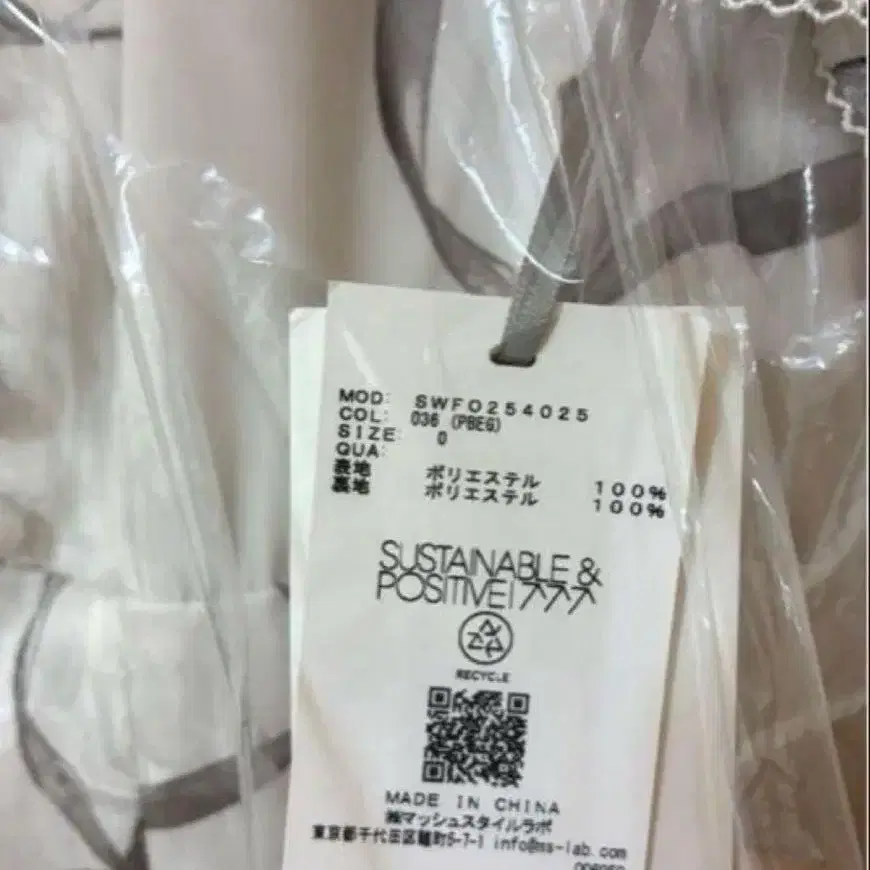 MOD: SWFO254025
COL: 036 (PBEG)
SIZE: 0
QUA:
表地 ポリエステル 100%
裏地 ポリエステル 100%
SUSTAINABLE &
POSITIVE!
RECYCLE
MADE IN CHINA
㈱マッシュスタイルラボ
東京都千代田区麹町5-7-1 info@ms-lab.com